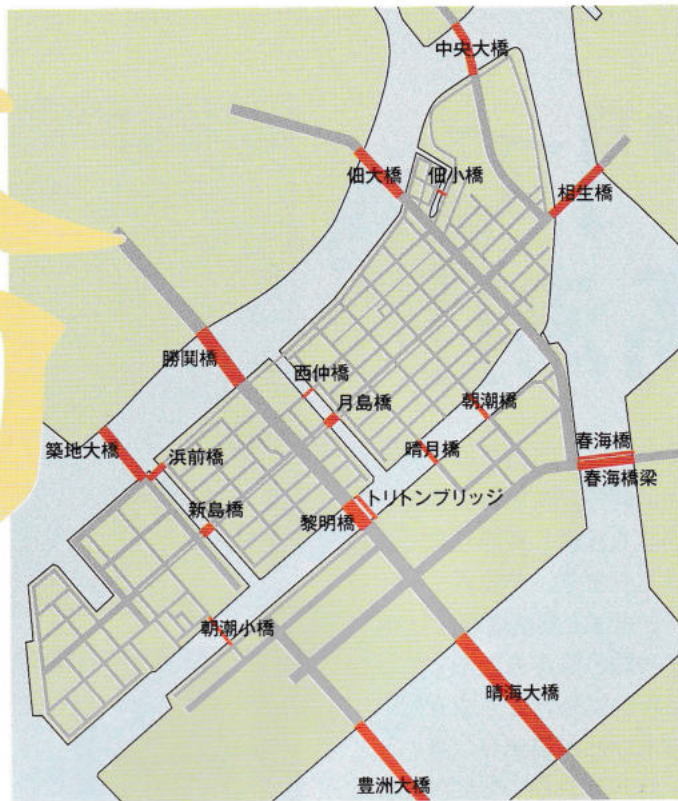 中央大橋
佃大橋
佃小橋
相生橋
勝鬨橋
西仲橋
月島橋
朝潮橋
築地大橋
浜前橋
晴月橋
春海橋
春海橋梁
新島橋
黎明橋
トリトンブリッジ
朝潮小橋
晴海大橋
豊洲大橋